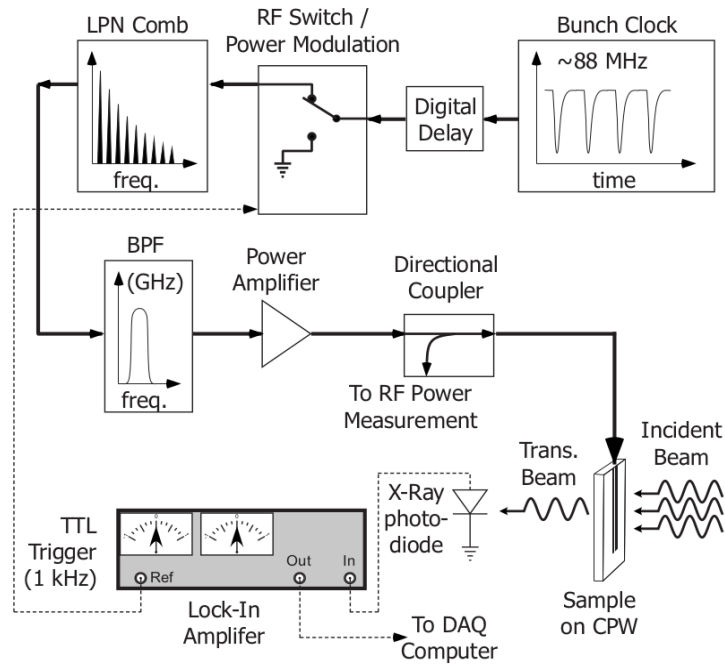 LPN Comb
freq.
RF Switch /
Power Modulation
Digital
Delay
Bunch Clock
~88 MHz
time
BPF
(GHz)
freq.
Power
Amplifier
Directional
Coupler
To RF Power
Measurement
Trans.
Beam
Incident
Beam
X-Ray
photo-
diode
Sample
on CPW
TTL
Trigger
(1 kHz)
0
0
Ref
Out
In
Lock-In
Amplifer
To DAQ
Computer